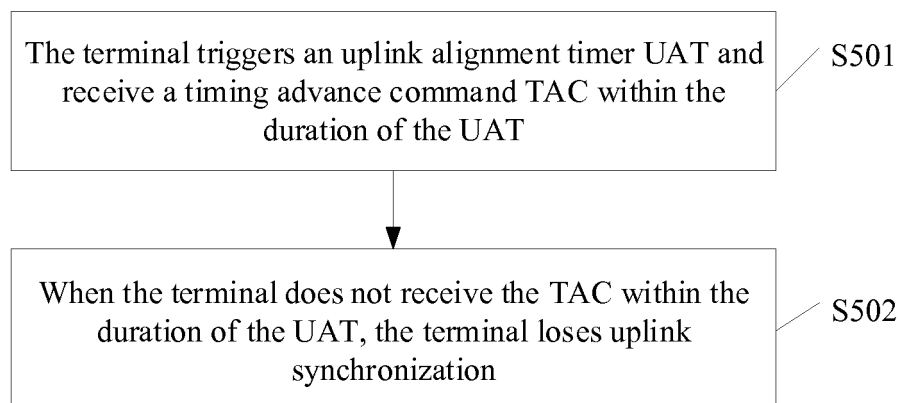 The terminal triggers an uplink alignment timer UAT and
receive a timing advance command TAC within the
duration of the UAT
S501
When the terminal does not receive the TAC within the
duration of the UAT, the terminal loses uplink
synchronization
S502